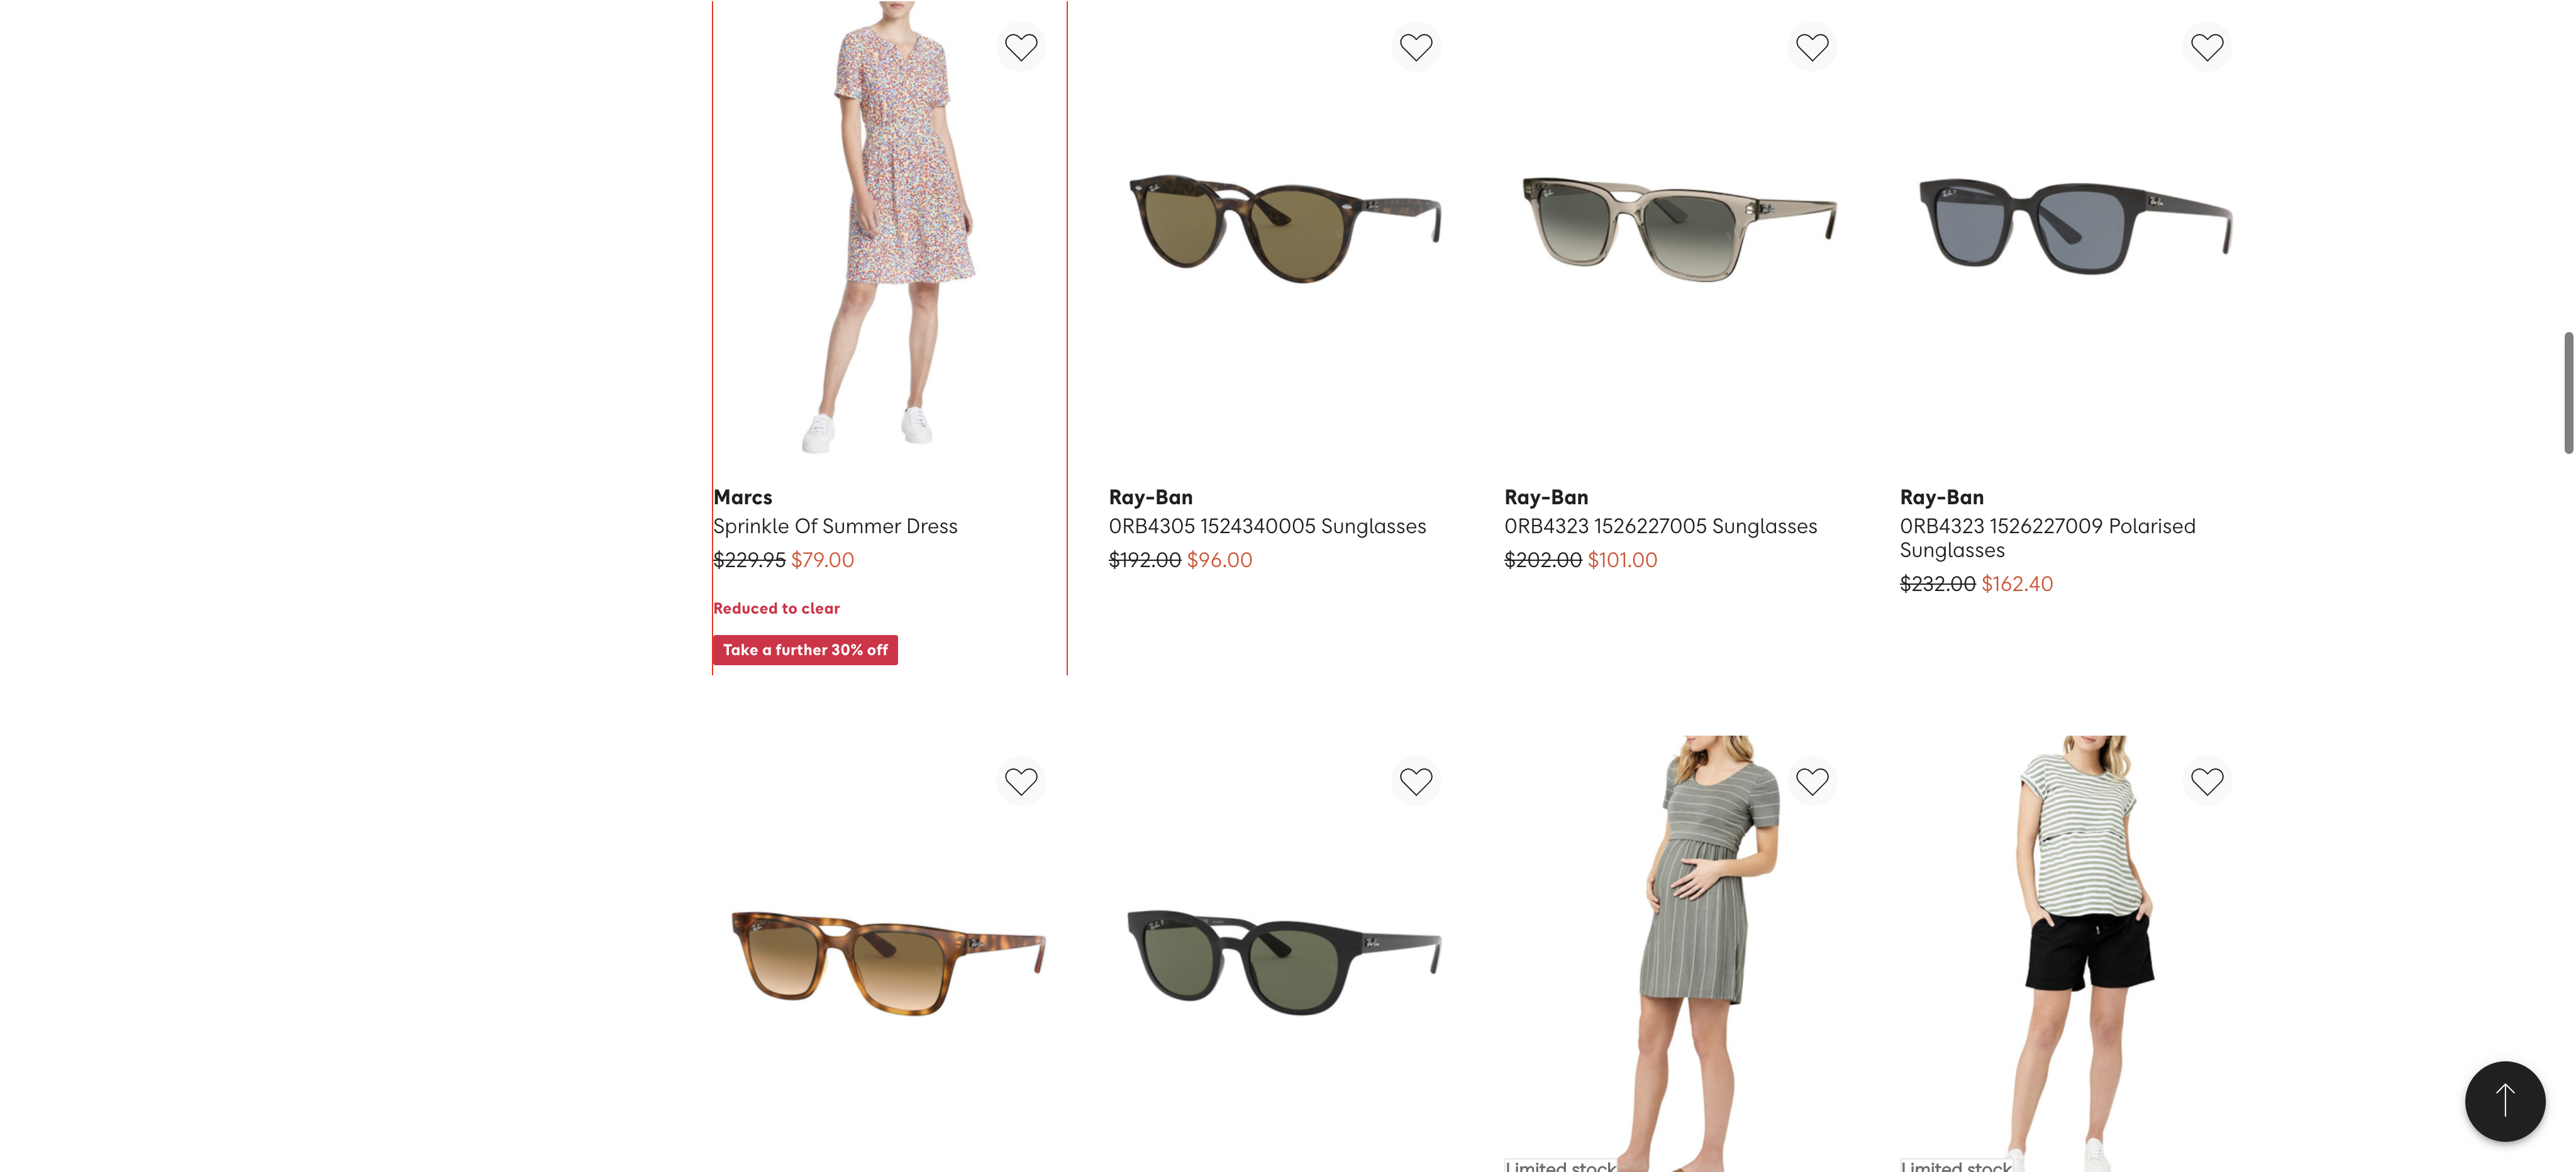 Marcs
Sprinkle Of Summer Dress
$229.95 $79.00
Reduced to clear
Take a further 30% off
Ray-Ban
0RB4305 1524340005 Sunglasses
$192.00 $96.00
Ray-Ban
0RB4323 1526227005 Sunglasses
$202.00 $101.00
Ray-Ban
0RB4323 1526227009 Polarised
Sunglasses
$232.00 $162.40
Limited stock
Limited stock